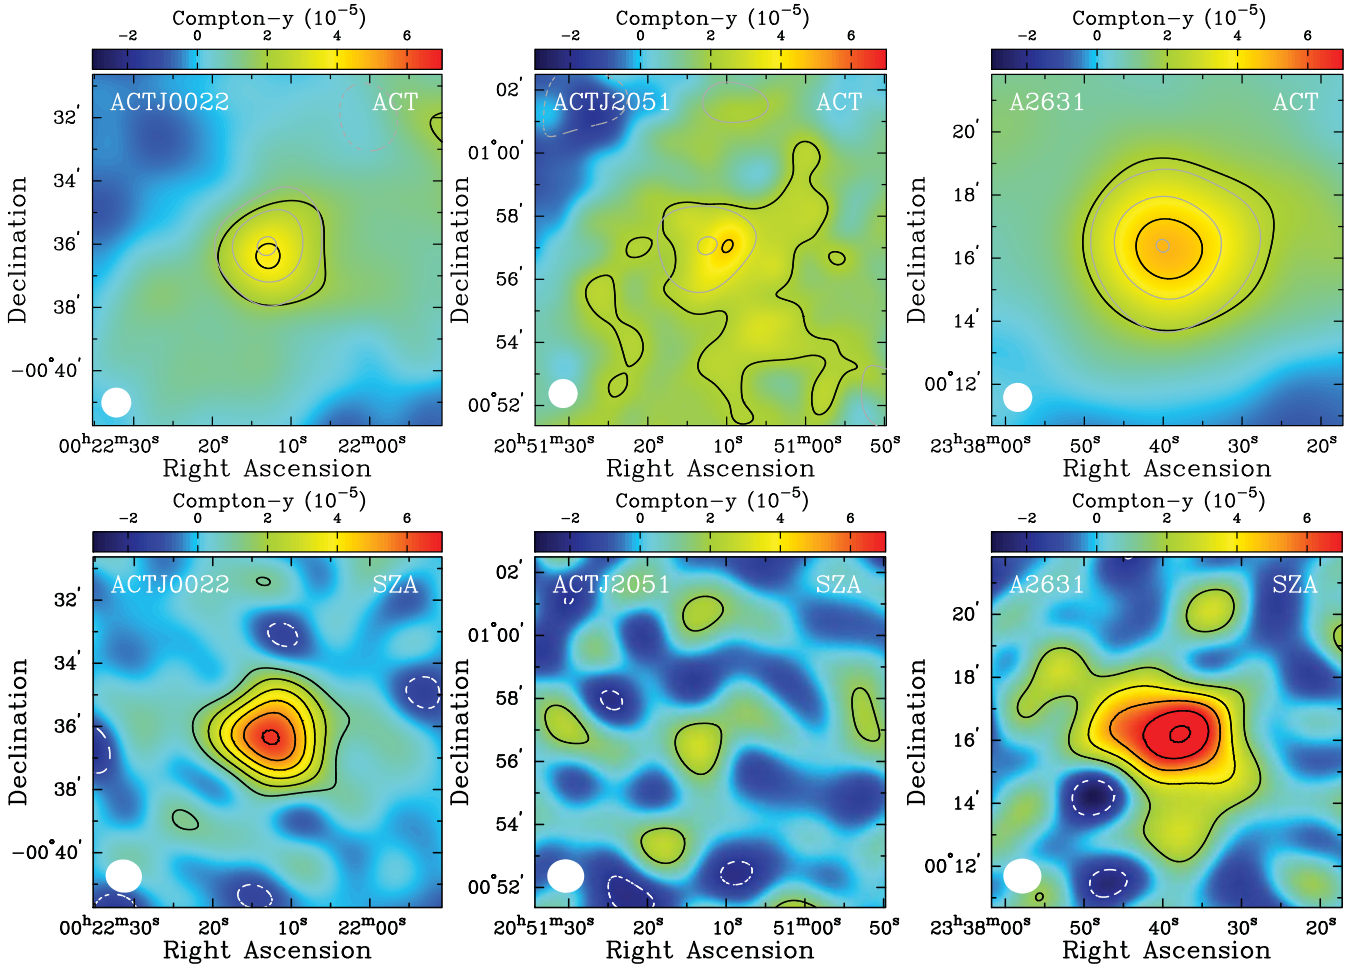 Compton−y (10⁻⁵) Compton−y (10⁻⁵) Compton−y (10⁻⁵)
−2 0 2 4 6 −2 0 2 4 6 −2 0 2 4 6
ACTJ0022 ACT
32′
34′
36′
38′
−00°40′
Declination
00ʰ22ᵐ30ˢ 20ˢ 10ˢ 22ᵐ00ˢ
Right Ascension
ACTJ2051 ACT
02′
01°00′
58′
56′
54′
00°52′
Declination
20ʰ51ᵐ30ˢ 20ˢ 10ˢ 51ᵐ00ˢ 50ˢ
Right Ascension
A2631 ACT
20′
18′
16′
14′
00°12′
Declination
23ʰ38ᵐ00ˢ 50ˢ 40ˢ 30ˢ 20ˢ
Right Ascension
Compton−y (10⁻⁵) Compton−y (10⁻⁵) Compton−y (10⁻⁵)
−2 0 2 4 6 −2 0 2 4 6 −2 0 2 4 6
ACTJ0022 SZA
32′
34′
36′
38′
−00°40′
Declination
00ʰ22ᵐ30ˢ 20ˢ 10ˢ 22ᵐ00ˢ
Right Ascension
ACTJ2051 SZA
02′
01°00′
58′
56′
54′
00°52′
Declination
20ʰ51ᵐ30ˢ 20ˢ 10ˢ 51ᵐ00ˢ 50ˢ
Right Ascension
A2631 SZA
20′
18′
16′
14′
00°12′
Declination
23ʰ38ᵐ00ˢ 50ˢ 40ˢ 30ˢ 20ˢ
Right Ascension